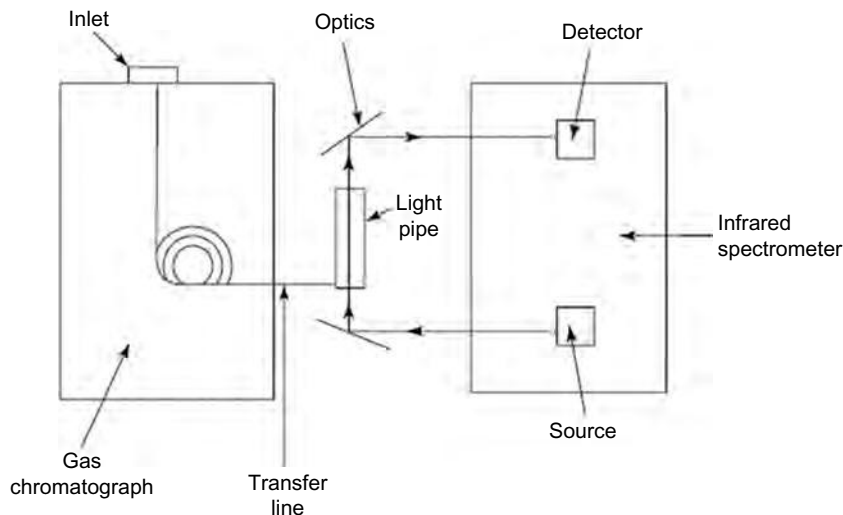 Inlet
Optics
Detector
Light
pipe
Infrared
spectrometer
Source
Gas
chromatograph
Transfer
line